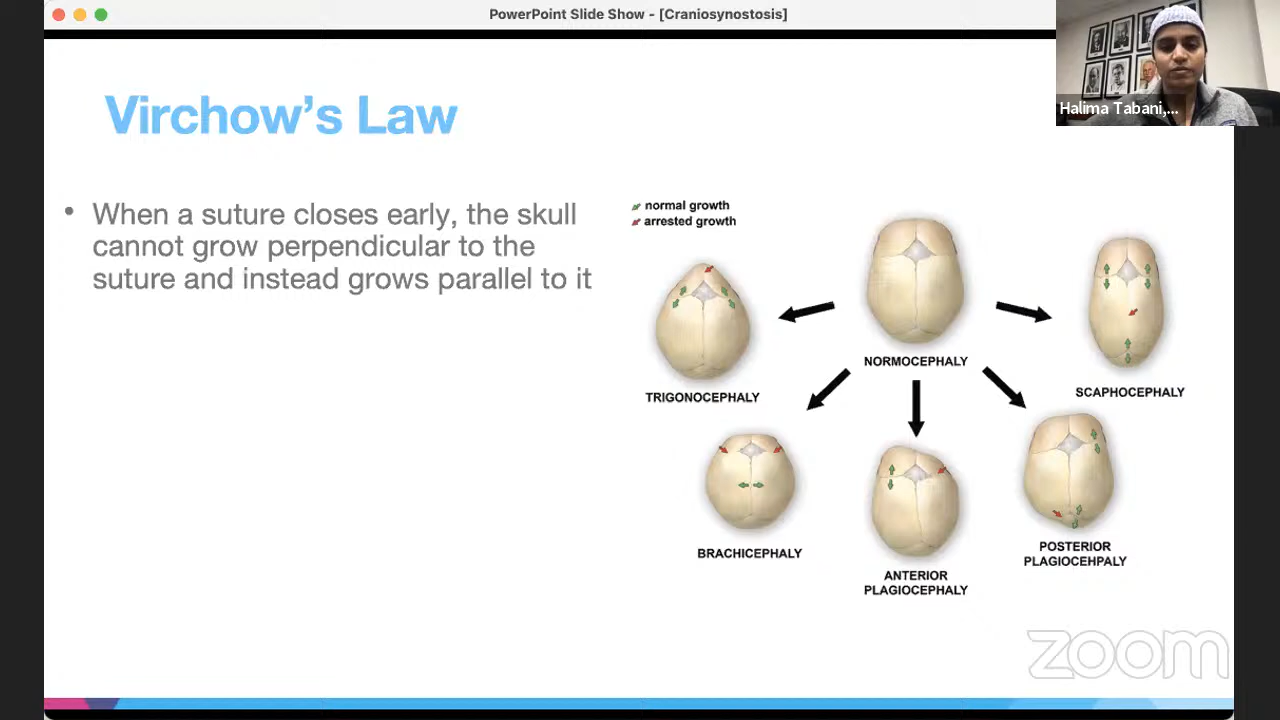 PowerPoint Slide Show - [Craniosynostosis]
Halima Tabani,...
Virchow's Law
• When a suture closes early, the skull
cannot grow perpendicular to the
suture and instead grows parallel to it
normal growth
arrested growth
NORMOCEPHALY
TRIGONOCEPHALY
SCAPHOCEPHALY
BRACHICEPHALY
ANTERIOR
PLAGIOCEPHALY
POSTERIOR
PLAGIOCEHPALY
zoom